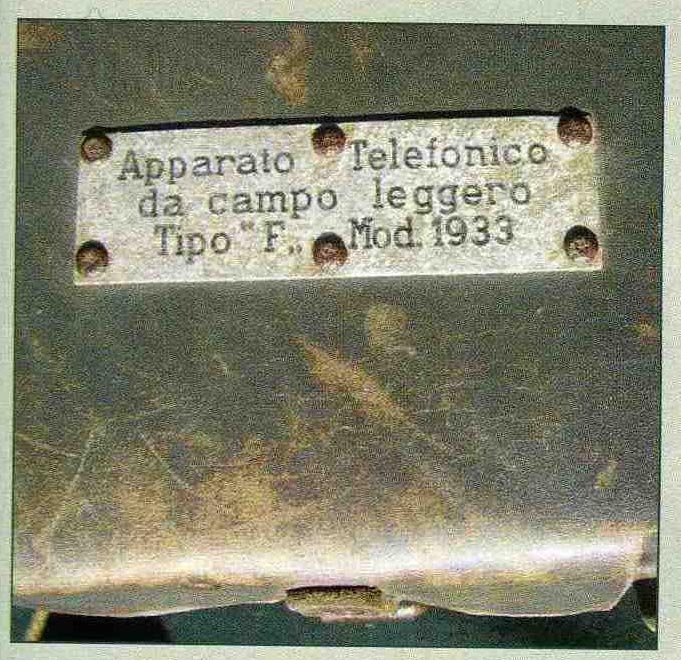 Apparato Telefonico
da campo leggero
Tipo "F„ Mod. 1933